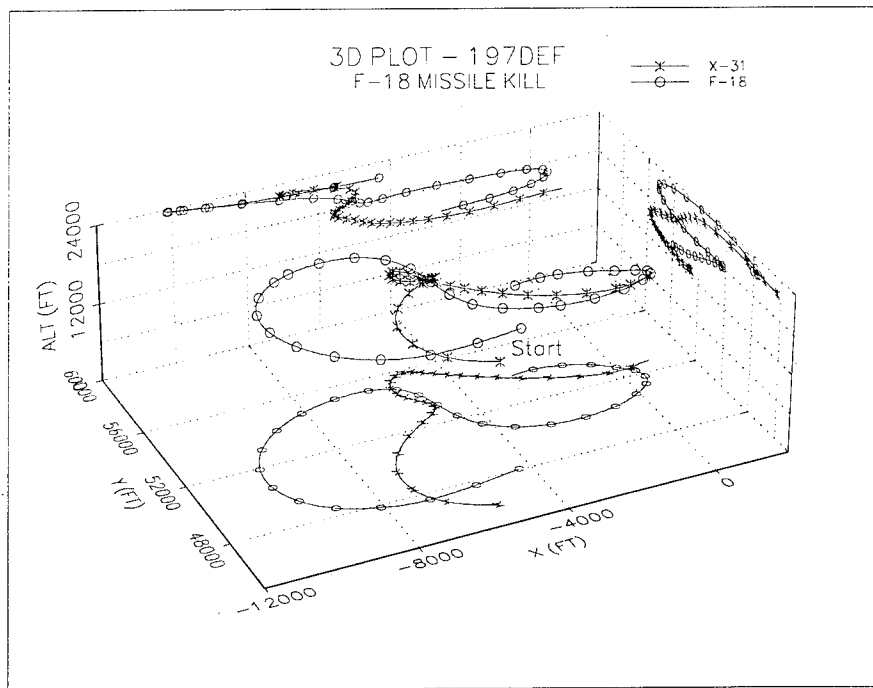 3D PLOT - 197DEF
F-18 MISSILE KILL
X-31
F-18
24000
12000
ALT (FT)
60000
56000
52000
48000
Y (FT)
Start
-12000
-8000
-4000
0
X (FT)